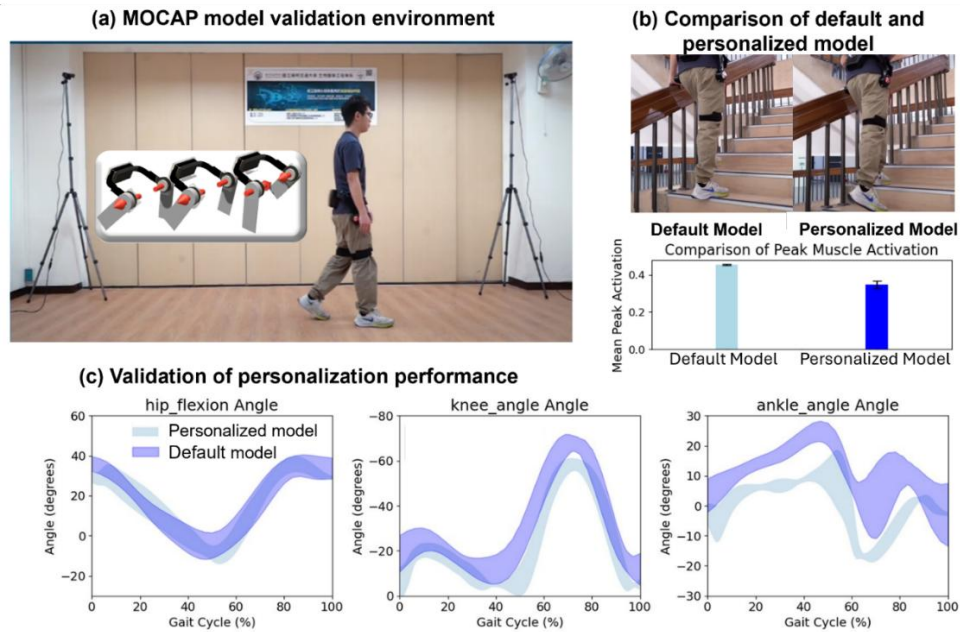 (a) MOCAP model validation environment
(b) Comparison of default and
personalized model
Default Model
Personalized Model
Comparison of Peak Muscle Activation
Mean Peak Activation
0.4
0.2
0.0
Default Model
Personalized Model
(c) Validation of personalization performance
hip_flexion Angle
Angle (degrees)
60
40
20
0
−20
Personalized model
Default model
0 20 40 60 80 100
Gait Cycle (%)
knee_angle Angle
Angle (degrees)
−80
−60
−40
−20
0
0 20 40 60 80 100
Gait Cycle (%)
ankle_angle Angle
Angle (degrees)
30
20
10
0
−10
−20
−30
0 20 40 60 80 100
Gait Cycle (%)